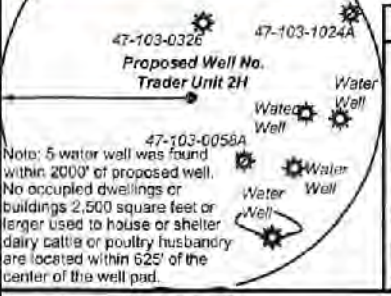 47-103-0326
47-103-1024A
Proposed Well No.
Trader Unit 2H
Water
Well
Water
Well
47-103-0058A
Note: 5 water well was found
within 2000' of proposed well.
No occupied dwellings or
buildings 2,500 square feet or
larger used to house or shelter
dairy cattle or poultry husbandry
are located within 625' of the
center of the well pad.
Water
Well
Water
Well